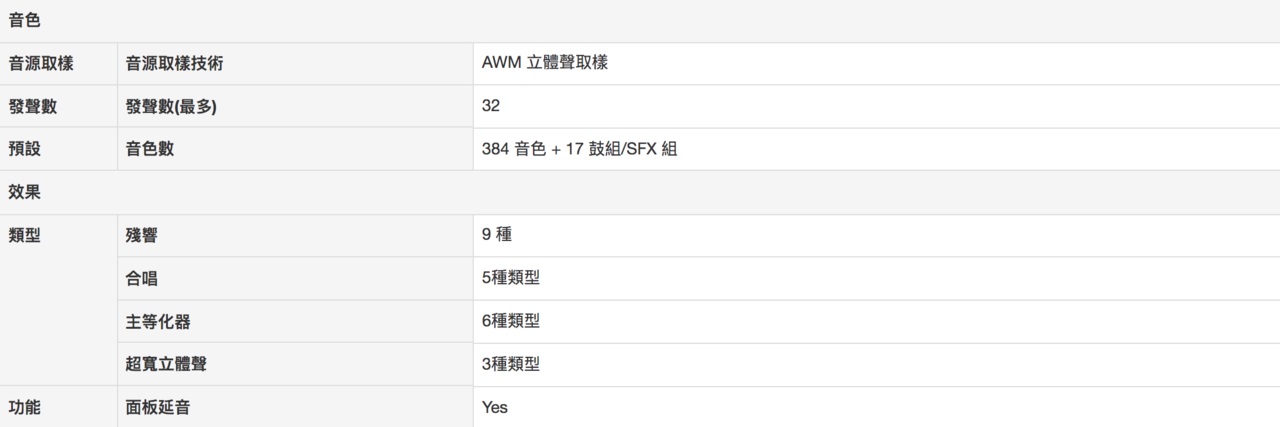 音色
音源取樣 音源取樣技術 AWM 立體聲取樣
發聲數 發聲數(最多) 32
預設 音色數 384 音色 + 17 鼓組/SFX 組
效果
類型 殘響 9 種
合唱 5種類型
主等化器 6種類型
超寬立體聲 3種類型
功能 面板延音 Yes